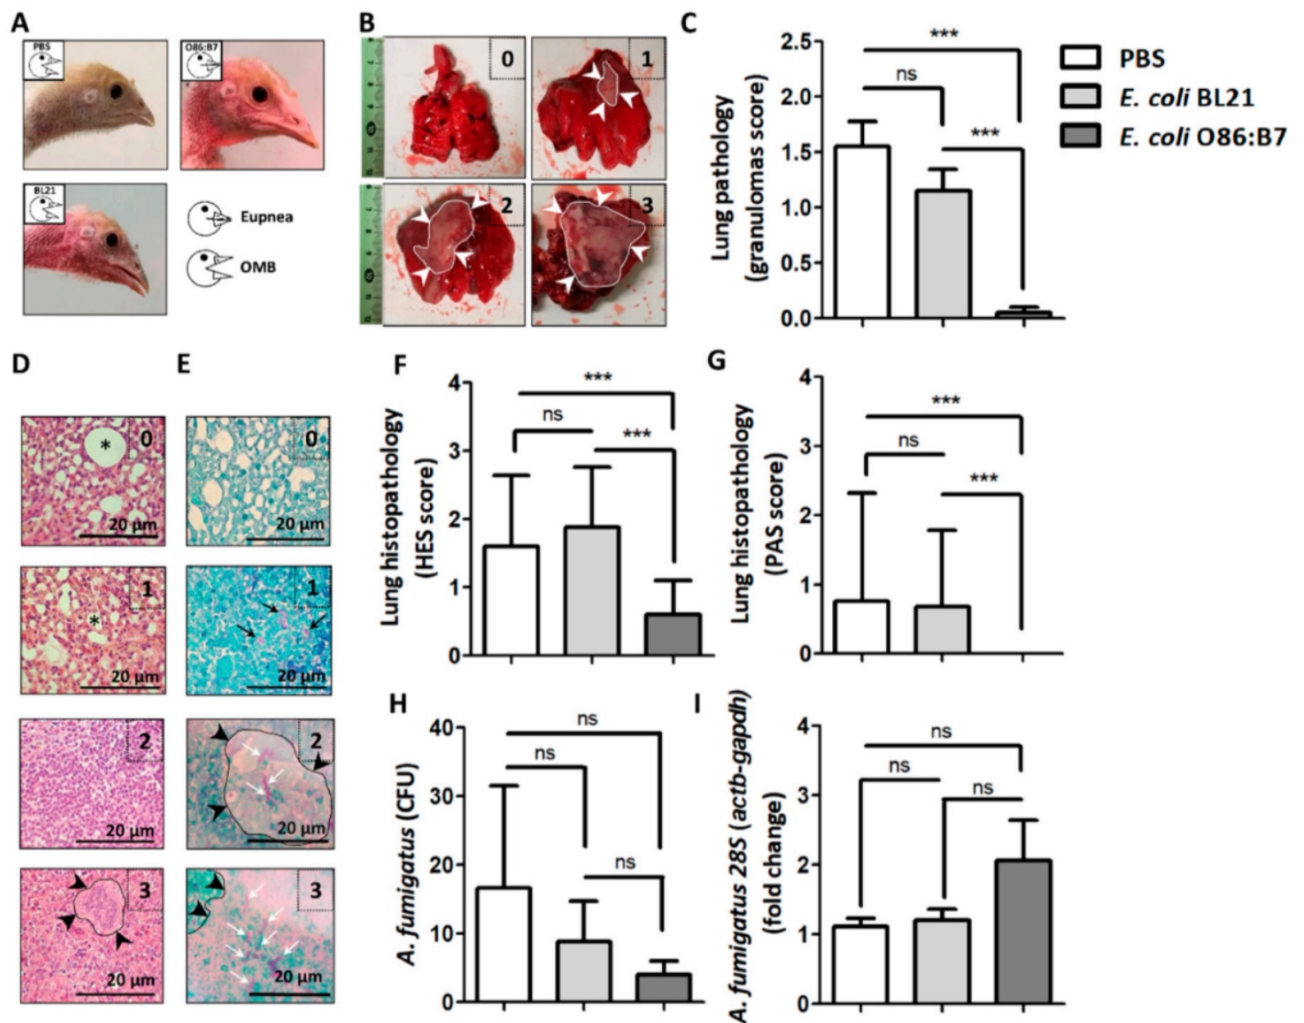 A
PBS
O86:B7
BL21
Eupnea
OMB
B
0
1
2
3
C
Lung pathology
(granulomas score)
2.5
2.0
1.5
1.0
0.5
0.0
***
ns
***
PBS
E. coli BL21
E. coli O86:B7
D
*
0
20 µm
*
1
20 µm
2
20 µm
3
20 µm
E
0
20 µm
1
20 µm
2
20 µm
3
20 µm
F
Lung histopathology
(HES score)
4
3
2
1
0
***
ns
***
G
Lung histopathology
(PAS score)
4
3
2
1
0
***
ns
***
H
A. fumigatus (CFU)
40
30
20
10
0
ns
ns
ns
I
A. fumigatus 28S (actb-gapdh)
(fold change)
4
3
2
1
0
ns
ns
ns